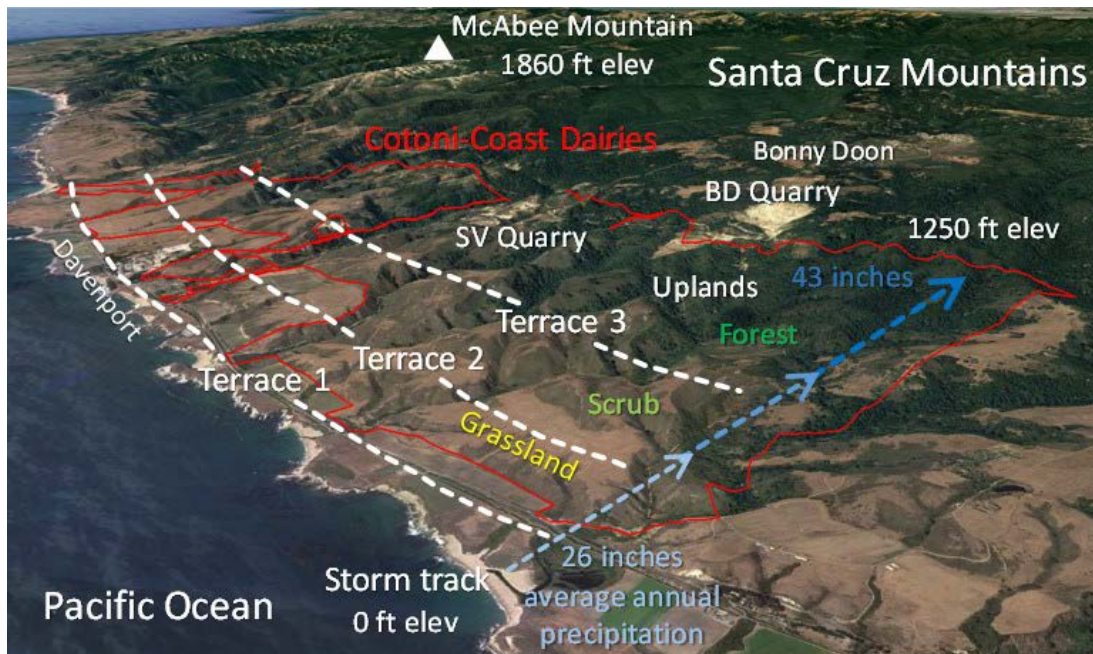 McAbee Mountain
1860 ft elev
Santa Cruz Mountains
Cotoni-Coast Dairies
Bonny Doon
BD Quarry
SV Quarry
1250 ft elev
43 inches
Uplands
Davenport
Terrace 3
Forest
Terrace 2
Terrace 1
Scrub
Grassland
Storm track
0 ft elev
26 inches
average annual
precipitation
Pacific Ocean